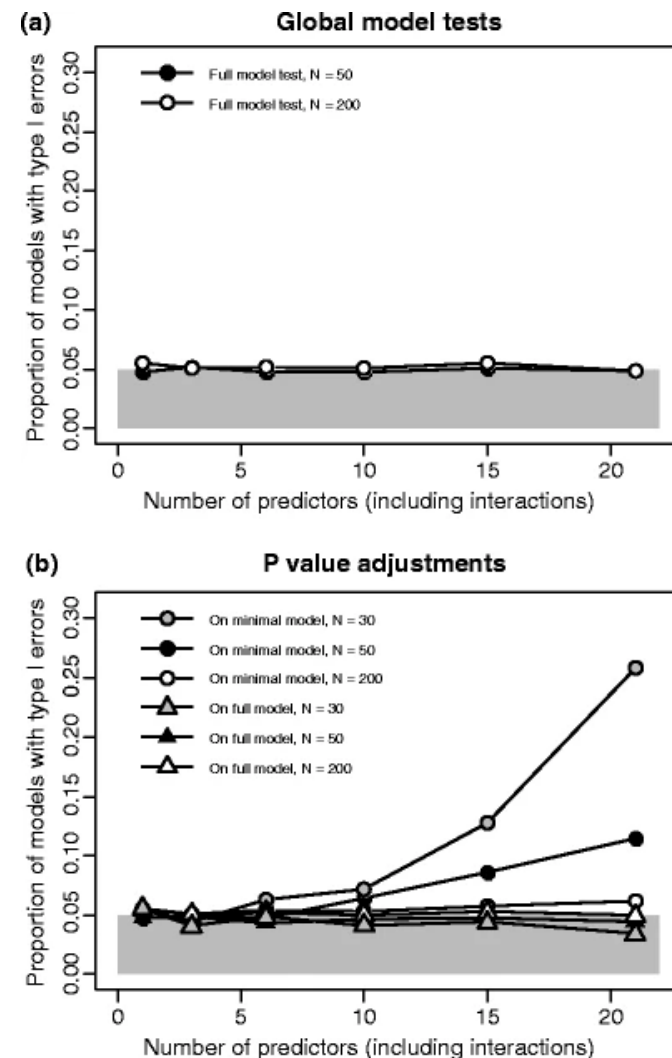 (a) Global model tests
Proportion of models with type I errors
0.00 0.05 0.10 0.15 0.20 0.25 0.30
Full model test, N = 50
Full model test, N = 200
0 5 10 15 20
Number of predictors (including interactions)
(b) P value adjustments
Proportion of models with type I errors
0.00 0.05 0.10 0.15 0.20 0.25 0.30
On minimal model, N = 30
On minimal model, N = 50
On minimal model, N = 200
On full model, N = 30
On full model, N = 50
On full model, N = 200
0 5 10 15 20
Number of predictors (including interactions)